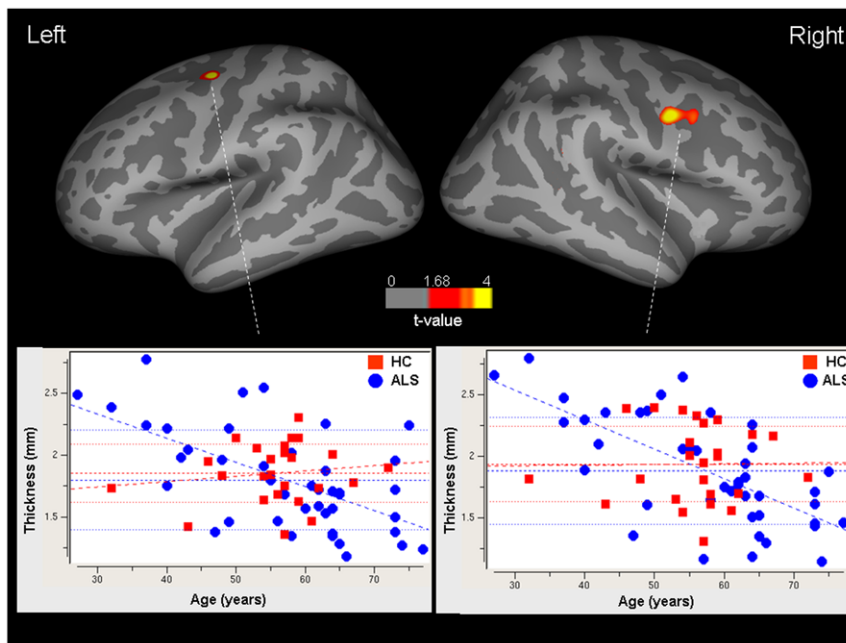 Left
Right
0 1.68 4
t-value
HC
ALS
2.5
2
1.5
Thickness (mm)
30 40 50 60 70
Age (years)
HC
ALS
2.5
2
1.5
Thickness (mm)
30 40 50 60 70
Age (years)